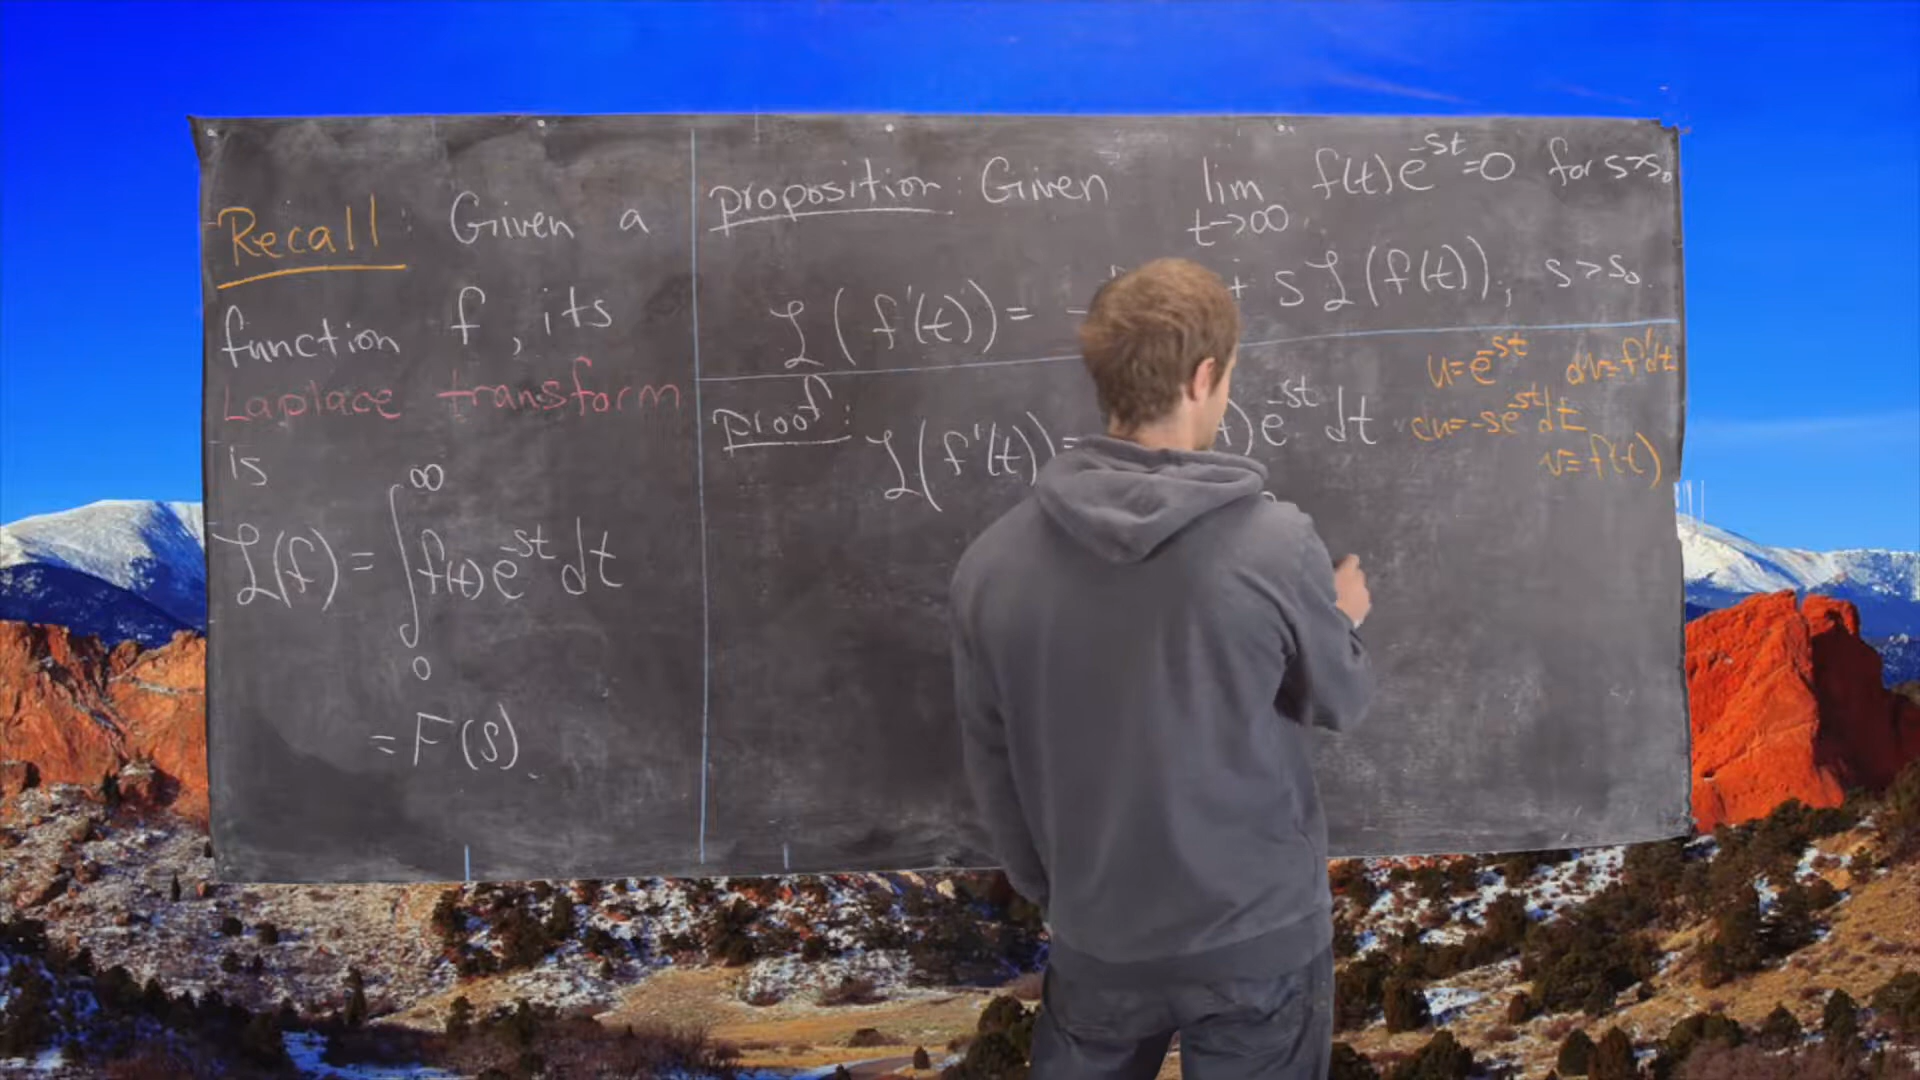 Recall: Given a
function f, its
Laplace transform
is
∞
ℒ(f) = ∫ f(t)e^-st dt
0
= F(s).
proposition: Given lim f(t)e^-st=0 for s>s₀
t→∞
ℒ(f'(t))= - + sℒ(f(t)), s>s₀.
Proof: ℒ(f'(t))= )e^-st dt
u=e^-st dv=f'dt
du=-se^-st dt
v=f(t)